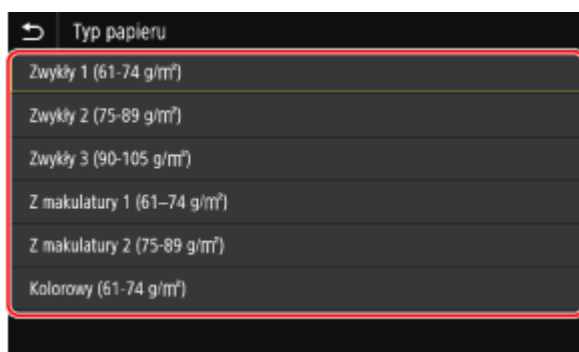 Typ papieru
Zwykły 1 (61-74 g/m²)
Zwykły 2 (75-89 g/m²)
Zwykły 3 (90-105 g/m²)
Z makulatury 1 (61–74 g/m²)
Z makulatury 2 (75-89 g/m²)
Kolorowy (61-74 g/m²)